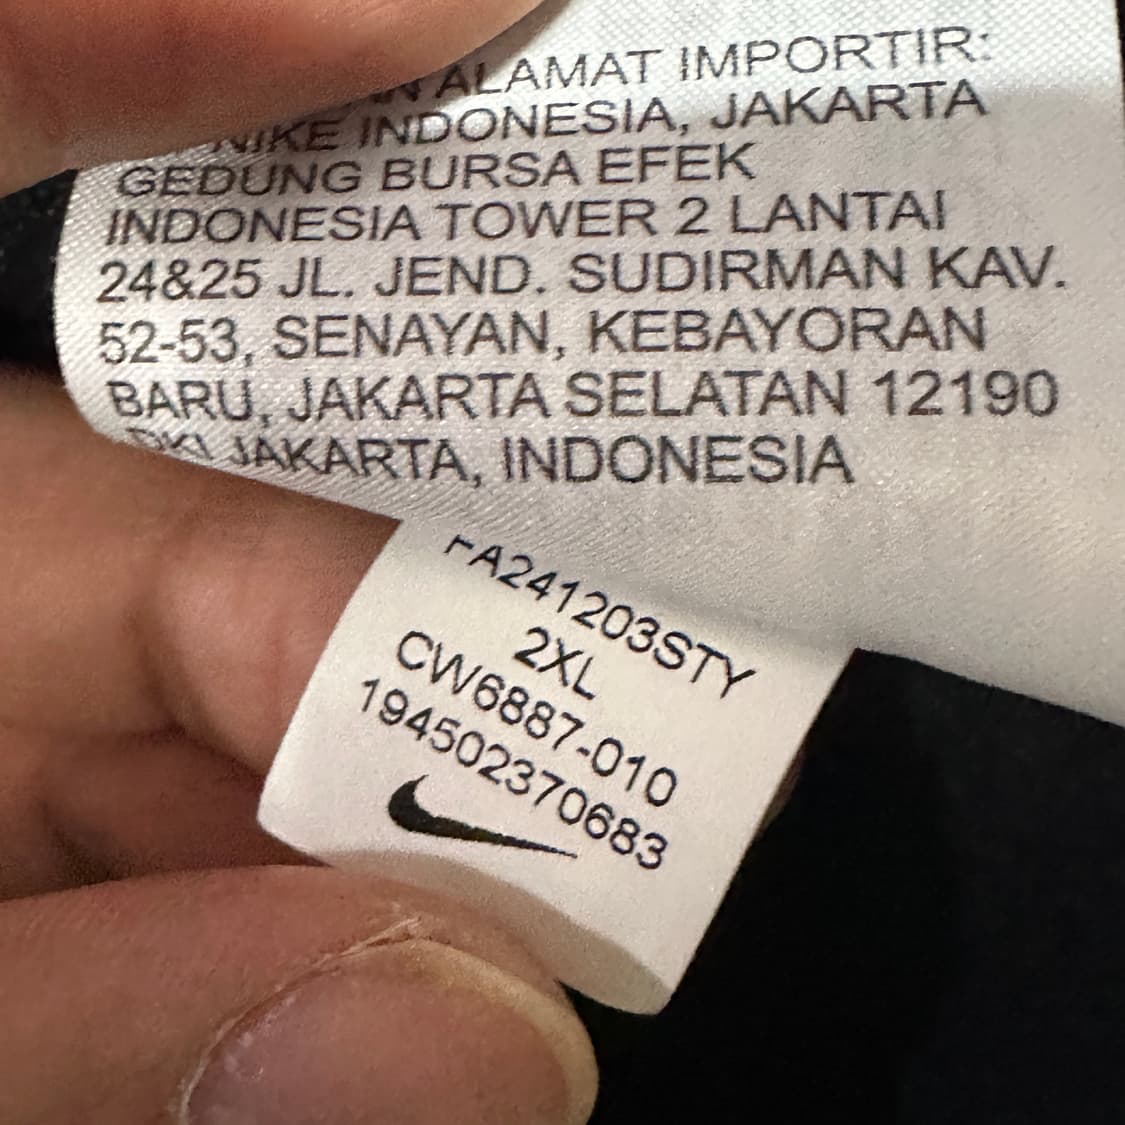 ALAMAT IMPORTIR:
NIKE INDONESIA, JAKARTA
GEDUNG BURSA EFEK
INDONESIA TOWER 2 LANTAI
24&25 JL. JEND. SUDIRMAN KAV.
52-53, SENAYAN, KEBAYORAN
BARU, JAKARTA SELATAN 12190
DKI JAKARTA, INDONESIA
FA241203STY
2XL
CW6887-010
194502370683